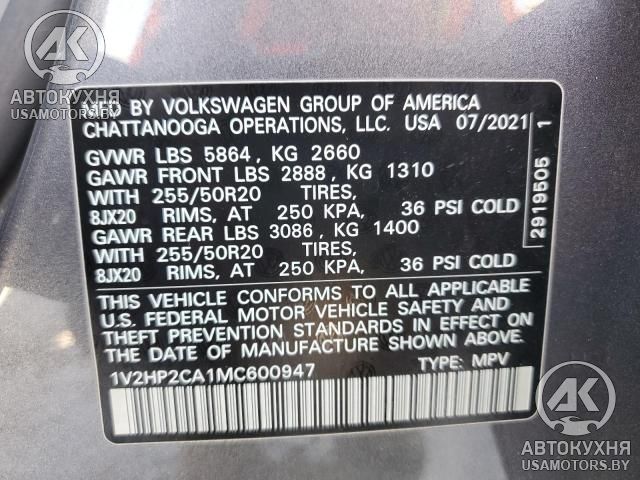 AK
АВТОКУХНЯ
USAMOTORS.BY
MFD BY VOLKSWAGEN GROUP OF AMERICA
CHATTANOOGA OPERATIONS, LLC. USA 07/2021
GVWR LBS 5864, KG 2660
GAWR FRONT LBS 2888, KG 1310
WITH 255/50R20 TIRES,
8JX20 RIMS, AT 250 KPA, 36 PSI COLD
GAWR REAR LBS 3086, KG 1400
WITH 255/50R20 TIRES,
8JX20 RIMS, AT 250 KPA, 36 PSI COLD
THIS VEHICLE CONFORMS TO ALL APPLICABLE
U.S. FEDERAL MOTOR VEHICLE SAFETY AND
THEFT PREVENTION STANDARDS IN EFFECT ON
THE DATE OF MANUFACTURE SHOWN ABOVE.
1V2HP2CA1MC600947 TYPE: MPV
2919505 1
AK
АВТОКУХНЯ
USAMOTORS.BY